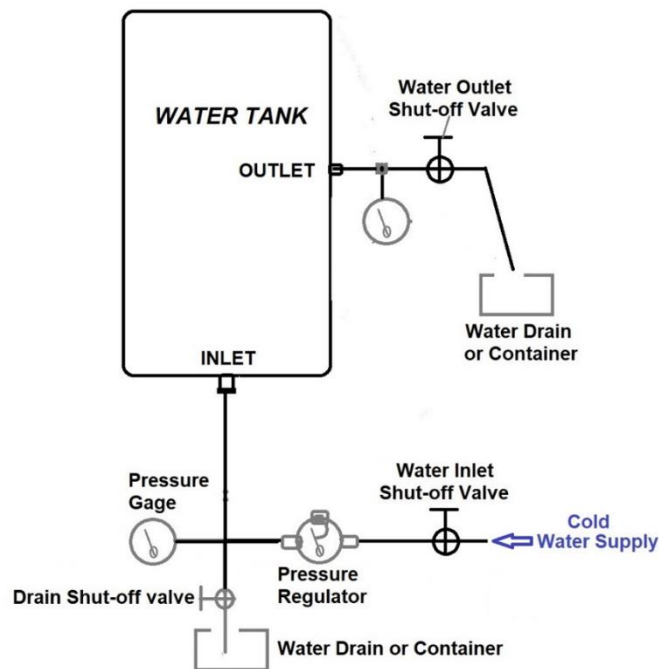 Water Outlet
Shut-off Valve
WATER TANK
OUTLET
Water Drain
or Container
INLET
Water Inlet
Shut-off Valve
Pressure
Gage
Cold
Water Supply
Pressure
Regulator
Drain Shut-off valve
Water Drain or Container